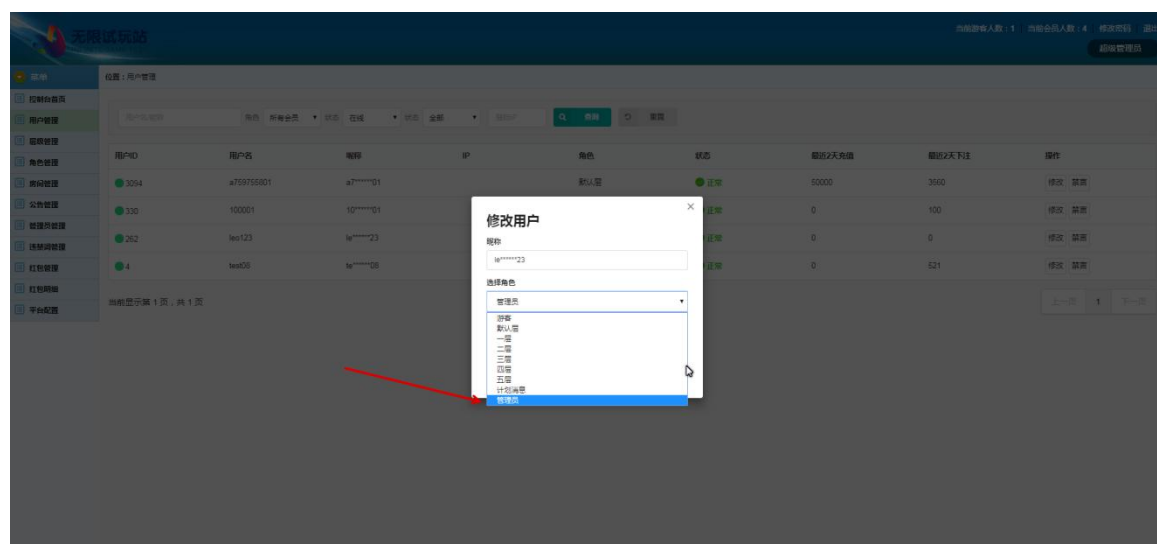 无限试玩站
当前游客人数：1 当前会员人数：4 修改密码 退出
超级管理员
菜单 位置：用户管理
控制台首页
用户管理
用户名/昵称 角色 所有会员 状态 在线 状态 全部 查询 重置
层级管理
角色管理
房间管理
公告管理
管理员管理
违禁词管理
红包管理
红包明细
平台配置
用户ID 用户名 昵称 IP 角色 状态 最近2天充值 最近2天下注 操作
3094 a759755801 a7******01 默认层 正常 50000 3560 修改 禁言
330 100001 10******01 正常 0 100 修改 禁言
262 leo123 le******23 正常 0 0 修改 禁言
4 test08 te******08 正常 0 621 修改 禁言
当前显示第 1 页，共 1 页
上一页 1 下一页
修改用户
×
昵称
le******23
选择角色
管理员
游客
默认层
一层
二层
三层
四层
五层
计划消息
管理员